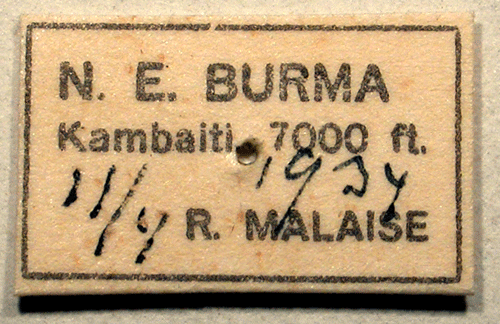 N. E. BURMA
Kambaiti, 7000 ft.
11/4 1934
R. MALAISE